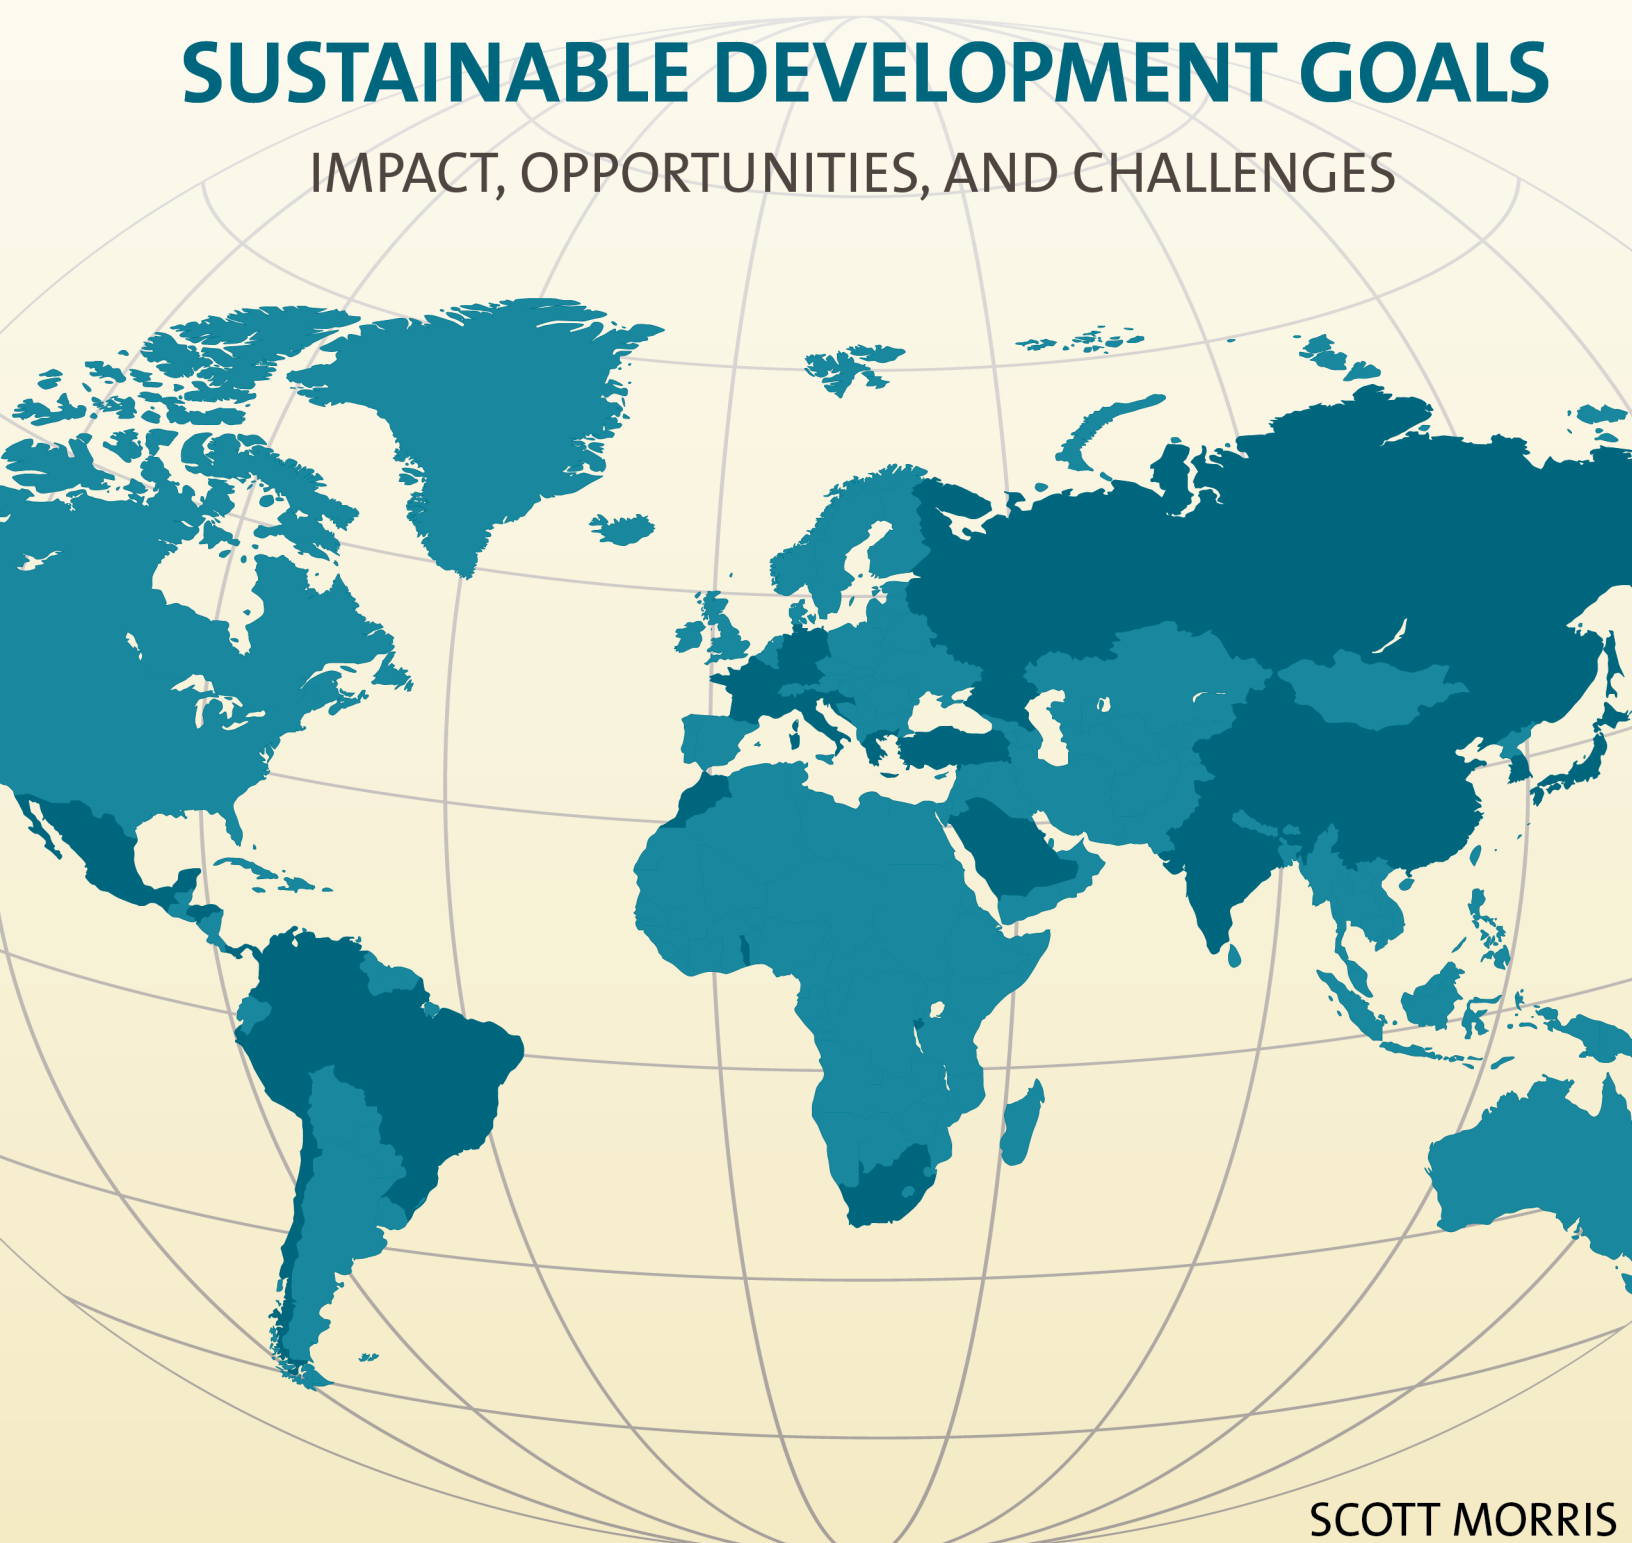 SUSTAINABLE DEVELOPMENT GOALS
IMPACT, OPPORTUNITIES, AND CHALLENGES
SCOTT MORRIS